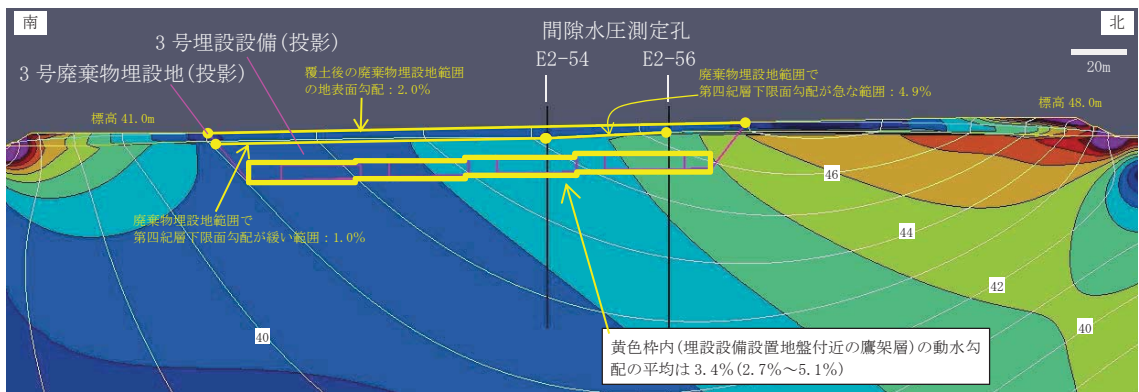 南
北
3 号埋設設備(投影)
3 号廃棄物埋設地(投影)
間隙水圧測定孔
E2-54
E2-56
20m
覆土後の廃棄物埋設地範囲
の地表面勾配：2.0%
廃棄物埋設地範囲で
第四紀層下限面勾配が急な範囲：4.9%
標高 41.0m
標高 48.0m
廃棄物埋設地範囲で
第四紀層下限面勾配が緩い範囲：1.0%
46
44
42
40
40
黄色枠内(埋設設備設置地盤付近の鷹架層)の動水勾
配の平均は 3.4%(2.7%～5.1%)